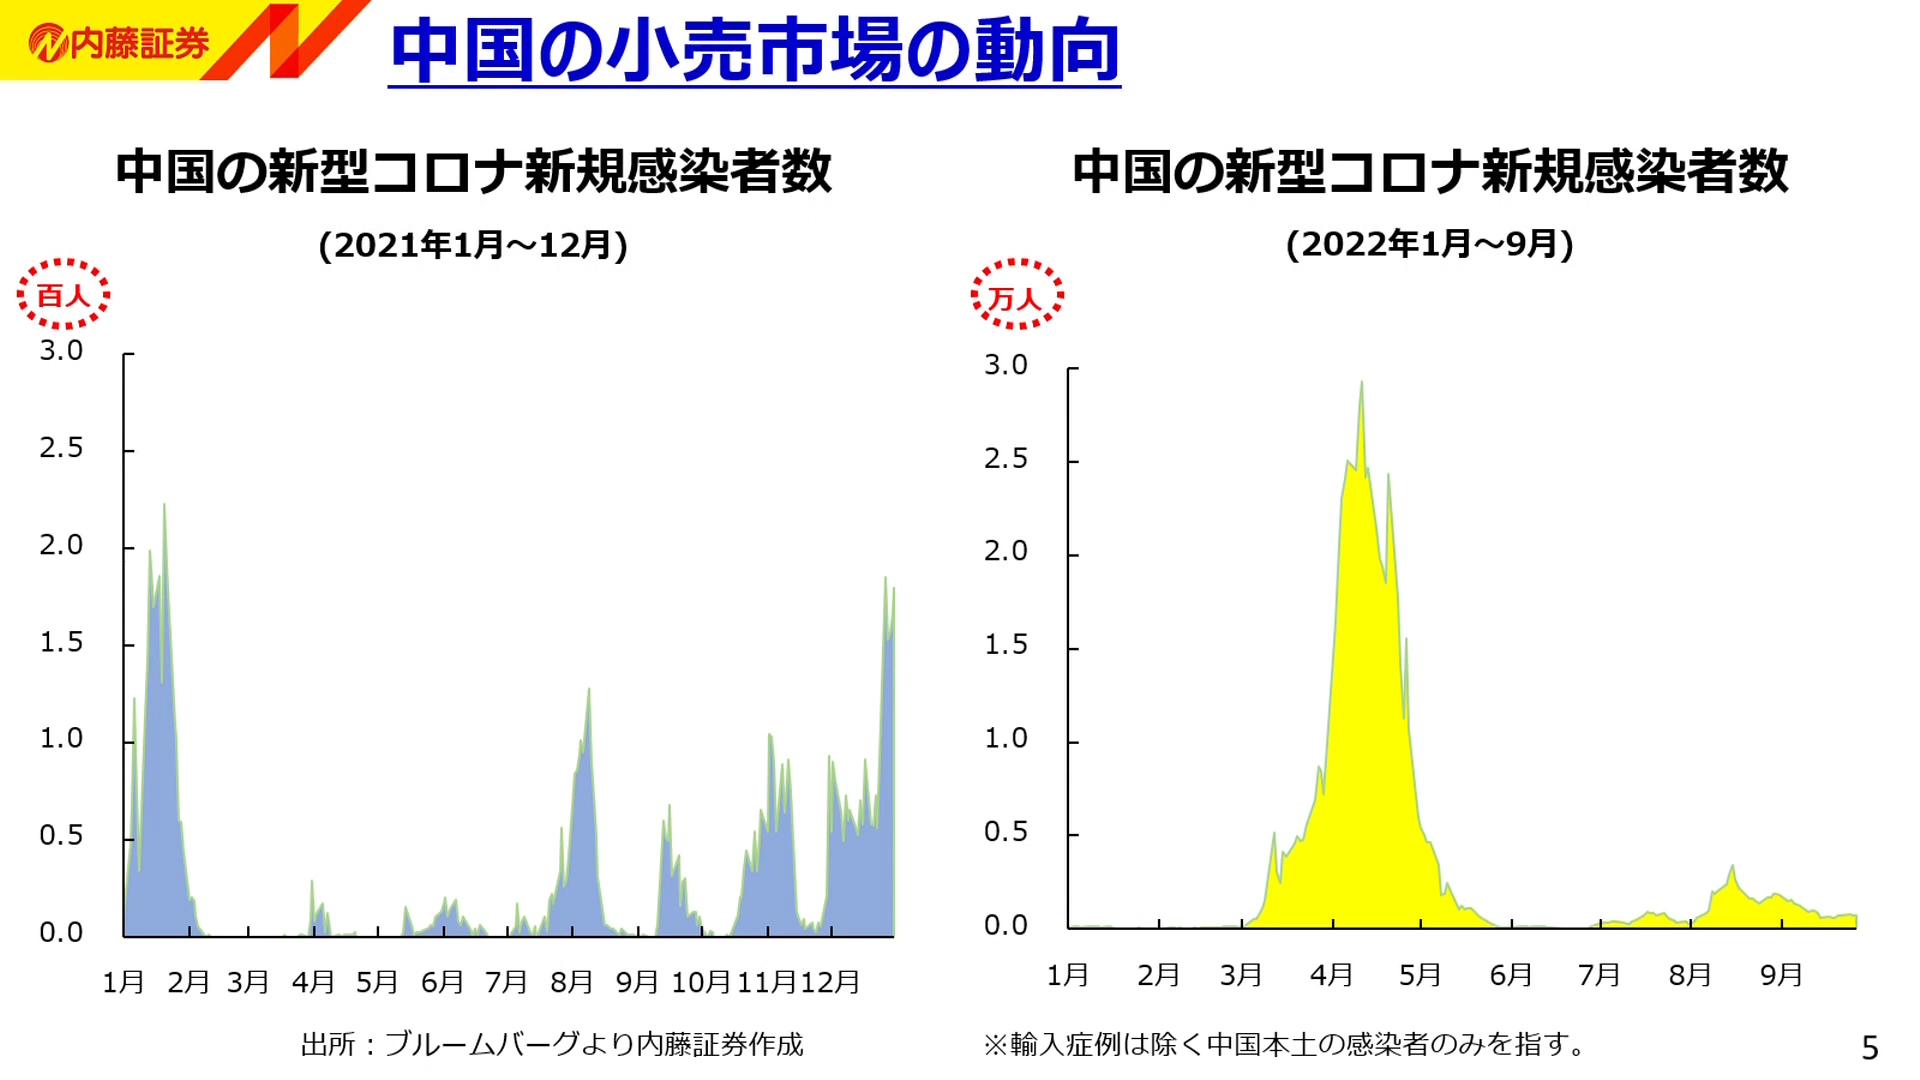 内藤証券
中国の小売市場の動向
中国の新型コロナ新規感染者数
(2021年1月～12月)
百人
3.0
2.5
2.0
1.5
1.0
0.5
0.0
1月 2月 3月 4月 5月 6月 7月 8月 9月 10月 11月 12月
出所：ブルームバーグより内藤証券作成
中国の新型コロナ新規感染者数
(2022年1月～9月)
万人
3.0
2.5
2.0
1.5
1.0
0.5
0.0
1月 2月 3月 4月 5月 6月 7月 8月 9月
※輸入症例は除く中国本土の感染者のみを指す。
5